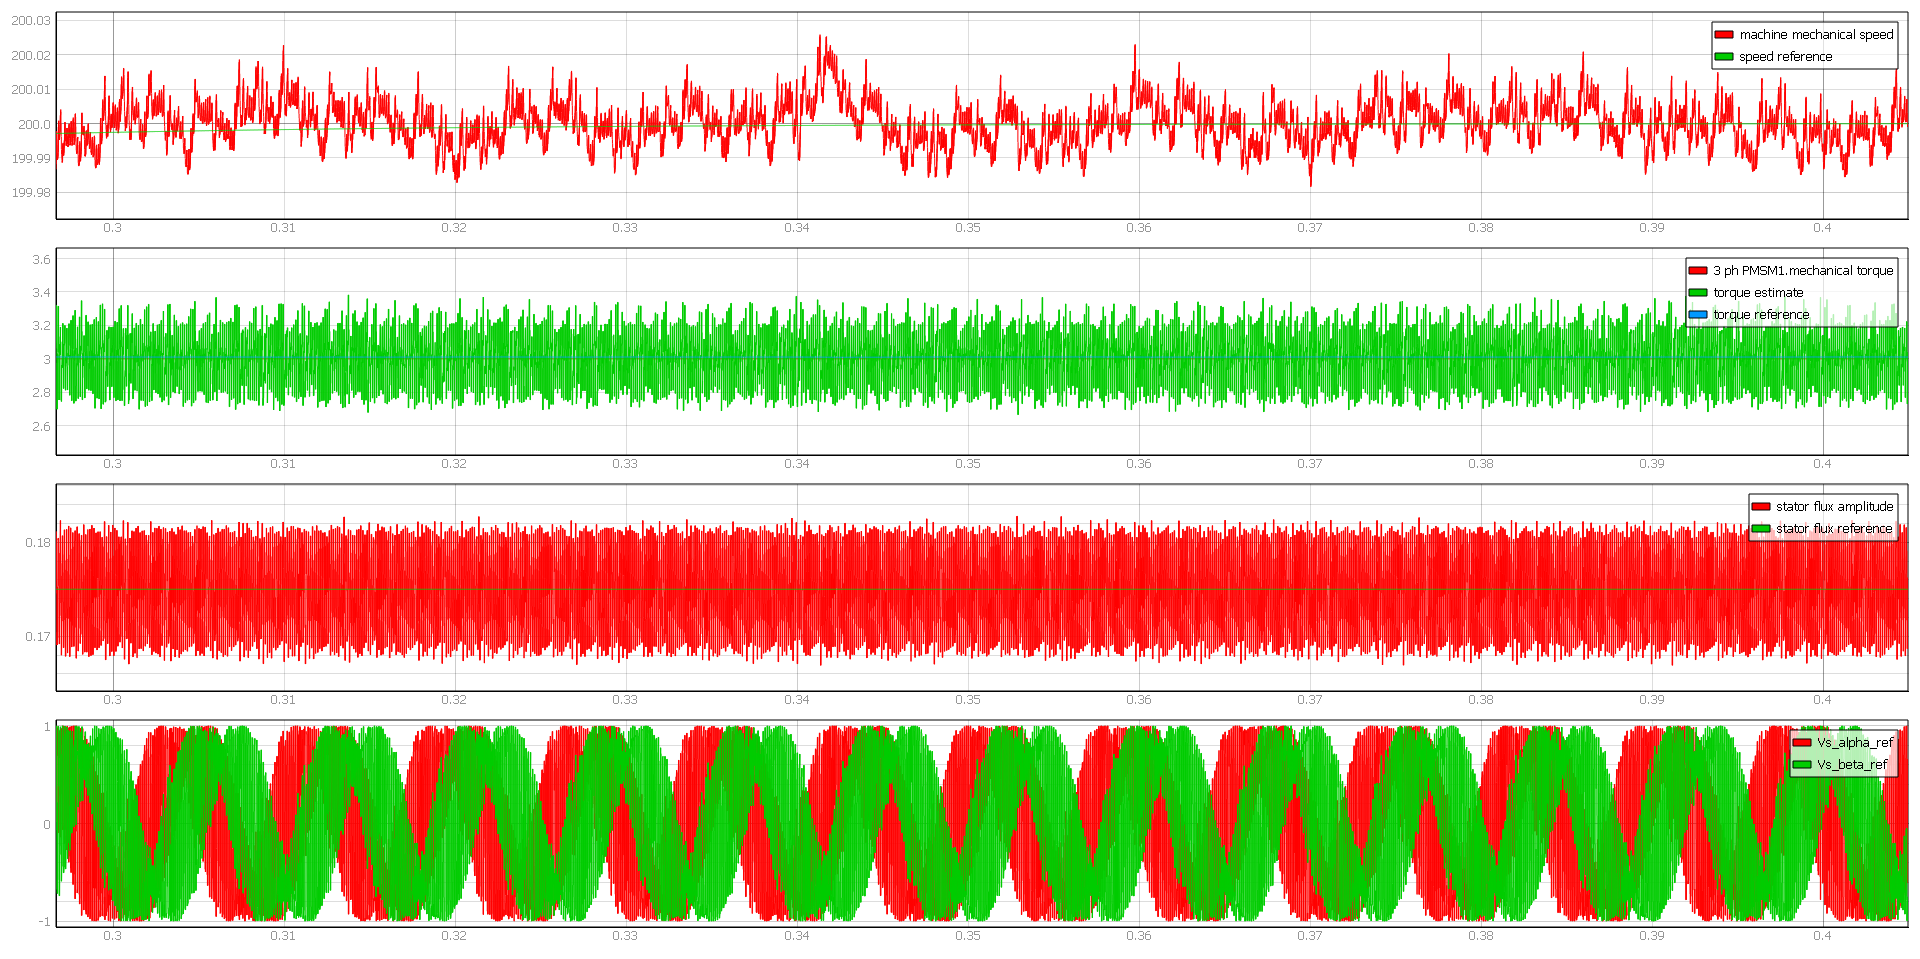 200.03
200.02
200.01
200.0
199.99
199.98
machine mechanical speed
speed reference
0.3 0.31 0.32 0.33 0.34 0.35 0.36 0.37 0.38 0.39 0.4
3.6
3.4
3.2
3
2.8
2.6
3 ph PMSM1.mechanical torque
torque estimate
torque reference
0.3 0.31 0.32 0.33 0.34 0.35 0.36 0.37 0.38 0.39 0.4
0.18
0.17
stator flux amplitude
stator flux reference
0.3 0.31 0.32 0.33 0.34 0.35 0.36 0.37 0.38 0.39 0.4
1
0
-1
Vs_alpha_ref
Vs_beta_ref
0.3 0.31 0.32 0.33 0.34 0.35 0.36 0.37 0.38 0.39 0.4